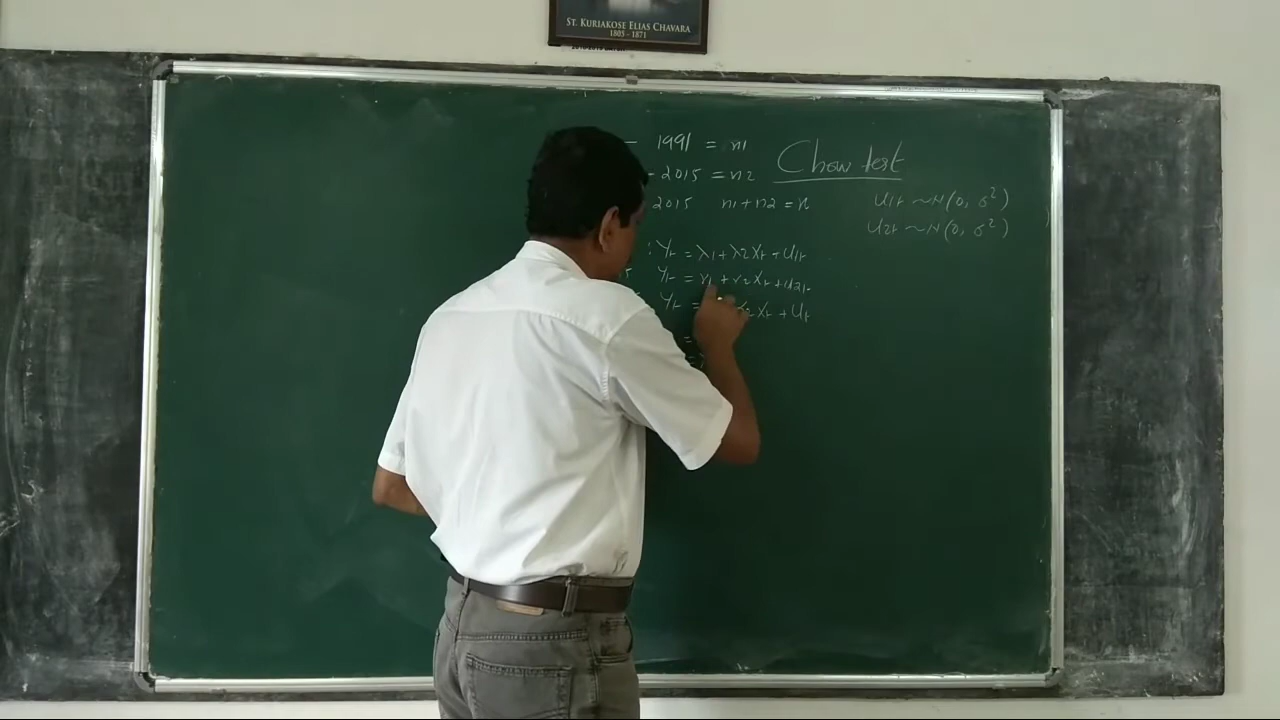 ST. KURIAKOSE ELIAS CHAVARA
1805 - 1871
- 1991 = n1
Chow test
- 2015 = n2
2015 n1 + n2 = n
u1t ~ N(0, σ²)
u2t ~ N(0, σ²)
: Yt = λ1 + λ2Xt + u1t
Yt = γ1 + γ2Xt + u2t
Yt = 2Xt + Ut
=